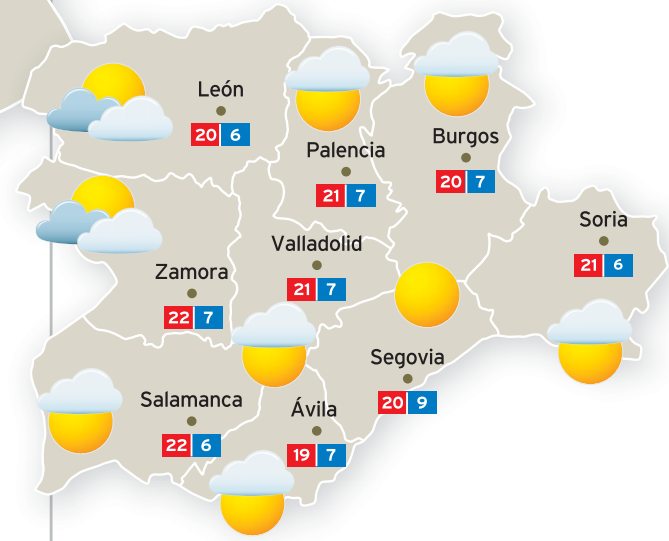 León
20 6
Palencia
21 7
Burgos
20 7
Soria
21 6
Valladolid
21 7
Zamora
22 7
Segovia
20 9
Salamanca
22 6
Ávila
19 7